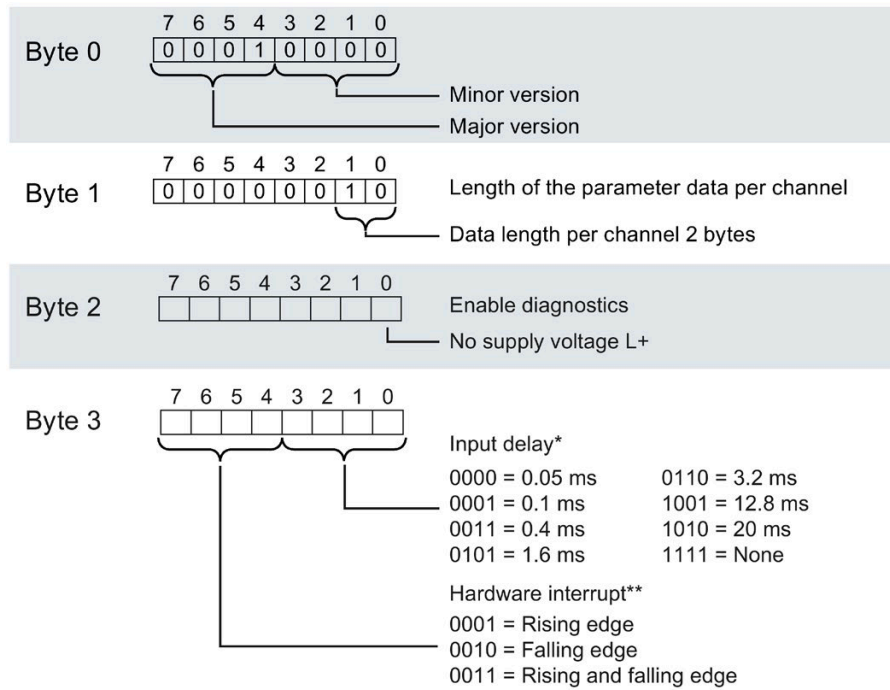 7 6 5 4 3 2 1 0
Byte 0
0 0 0 1 0 0 0 0
Minor version
Major version
7 6 5 4 3 2 1 0
Byte 1
0 0 0 0 0 0 1 0
Length of the parameter data per channel
Data length per channel 2 bytes
7 6 5 4 3 2 1 0
Byte 2
Enable diagnostics
No supply voltage L+
7 6 5 4 3 2 1 0
Byte 3
Input delay*
0000 = 0.05 ms 0110 = 3.2 ms
0001 = 0.1 ms 1001 = 12.8 ms
0011 = 0.4 ms 1010 = 20 ms
0101 = 1.6 ms 1111 = None
Hardware interrupt**
0001 = Rising edge
0010 = Falling edge
0011 = Rising and falling edge